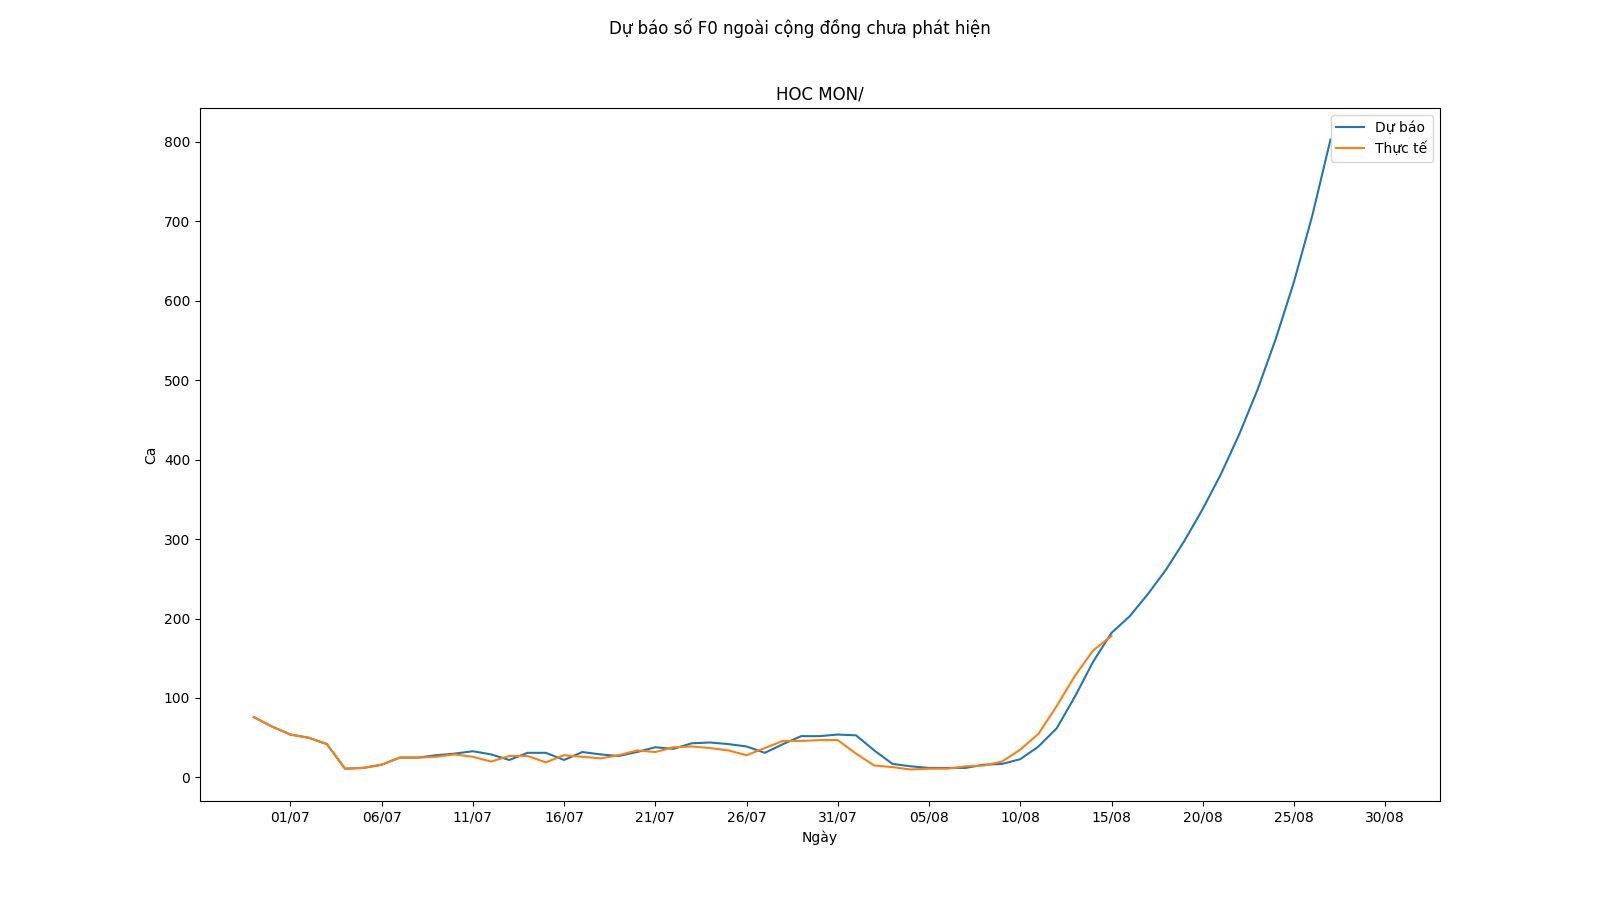 Dự báo số F0 ngoài cộng đồng chưa phát hiện
HOC MON/
Dự báo
Thực tế
800
700
600
500
400
300
200
100
0
Ca
01/07 06/07 11/07 16/07 21/07 26/07 31/07 05/08 10/08 15/08 20/08 25/08 30/08
Ngày